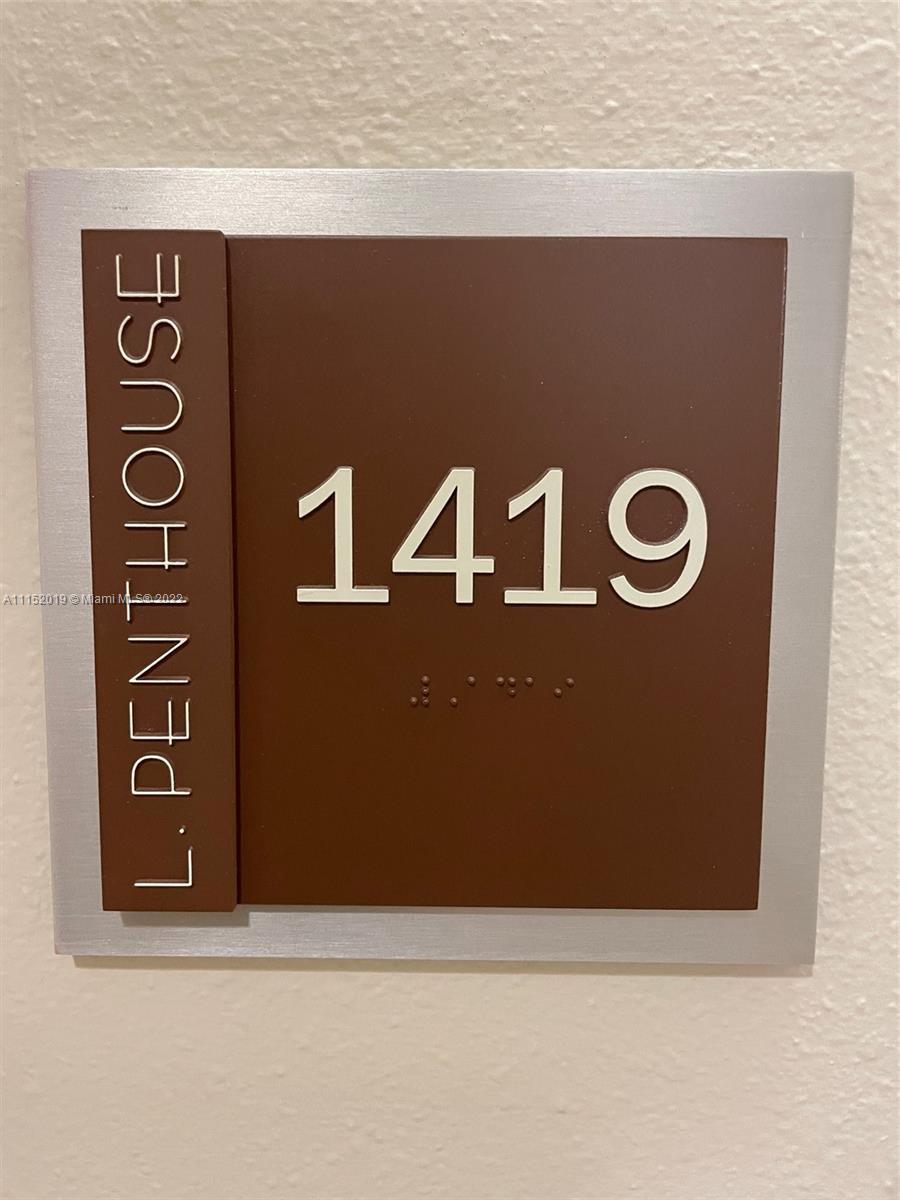 L. PENTHOUSE
1419
A11152019 © Miami MLS® 2022